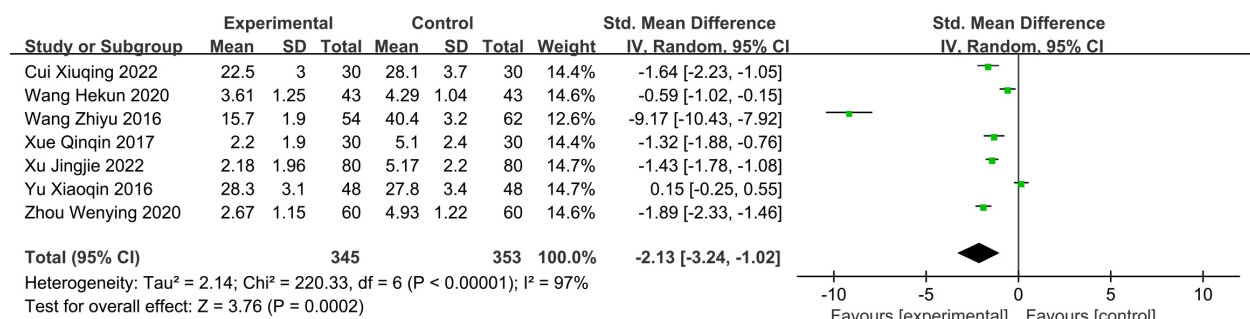 Experimental Control Std. Mean Difference Std. Mean Difference
Study or Subgroup Mean SD Total Mean SD Total Weight IV, Random, 95% CI IV, Random, 95% CI
Cui Xiuqing 2022 22.5 3 30 28.1 3.7 30 14.4% -1.64 [-2.23, -1.05]
Wang Hekun 2020 3.61 1.25 43 4.29 1.04 43 14.6% -0.59 [-1.02, -0.15]
Wang Zhiyu 2016 15.7 1.9 54 40.4 3.2 62 12.6% -9.17 [-10.43, -7.92]
Xue Qinqin 2017 2.2 1.9 30 5.1 2.4 30 14.4% -1.32 [-1.88, -0.76]
Xu Jingjie 2022 2.18 1.96 80 5.17 2.2 80 14.7% -1.43 [-1.78, -1.08]
Yu Xiaoqin 2016 28.3 3.1 48 27.8 3.4 48 14.7% 0.15 [-0.25, 0.55]
Zhou Wenying 2020 2.67 1.15 60 4.93 1.22 60 14.6% -1.89 [-2.33, -1.46]
Total (95% CI) 345 353 100.0% -2.13 [-3.24, -1.02]
Heterogeneity: Tau² = 2.14; Chi² = 220.33, df = 6 (P < 0.00001); I² = 97%
Test for overall effect: Z = 3.76 (P = 0.0002)
-10 -5 0 5 10
Favours [experimental] Favours [control]